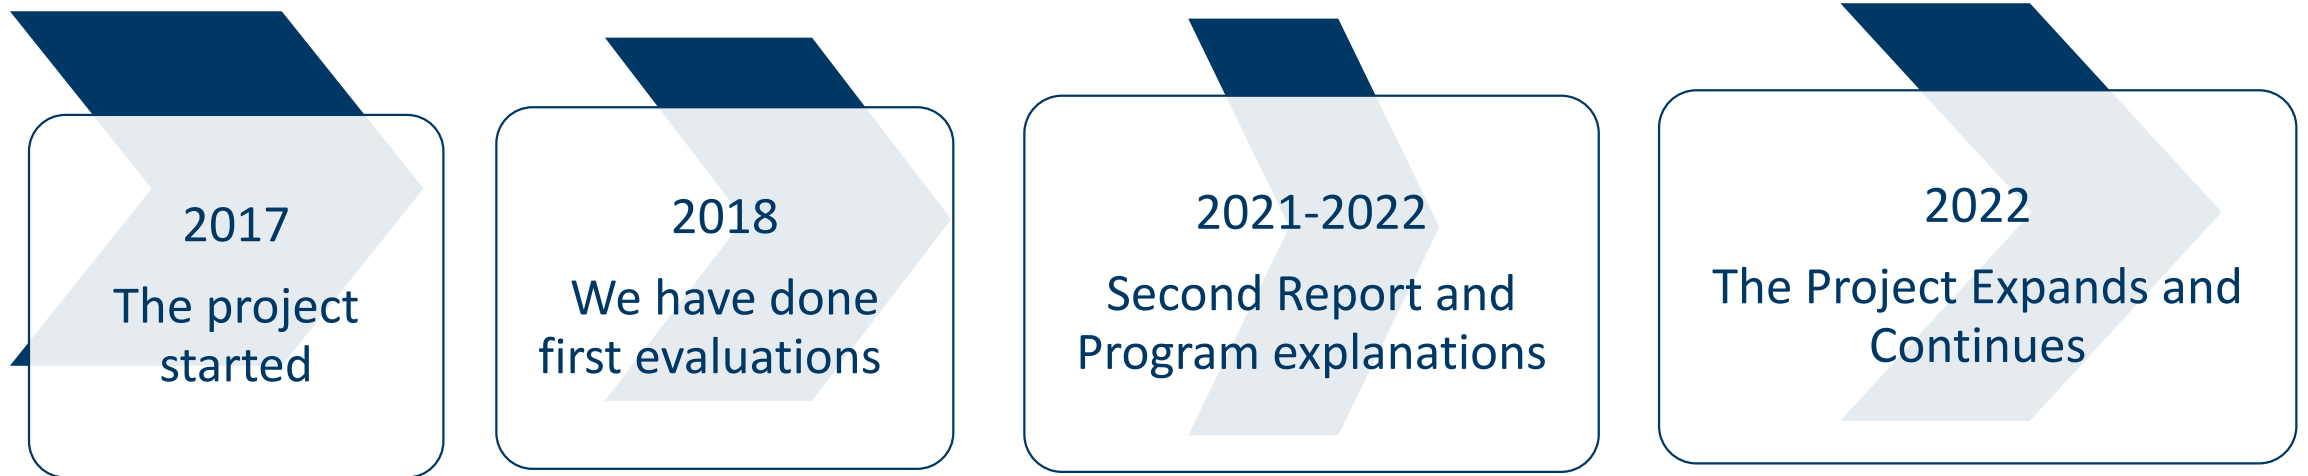 2017
The project
started
2018
We have done
first evaluations
2021-2022
Second Report and
Program explanations
2022
The Project Expands and
Continues